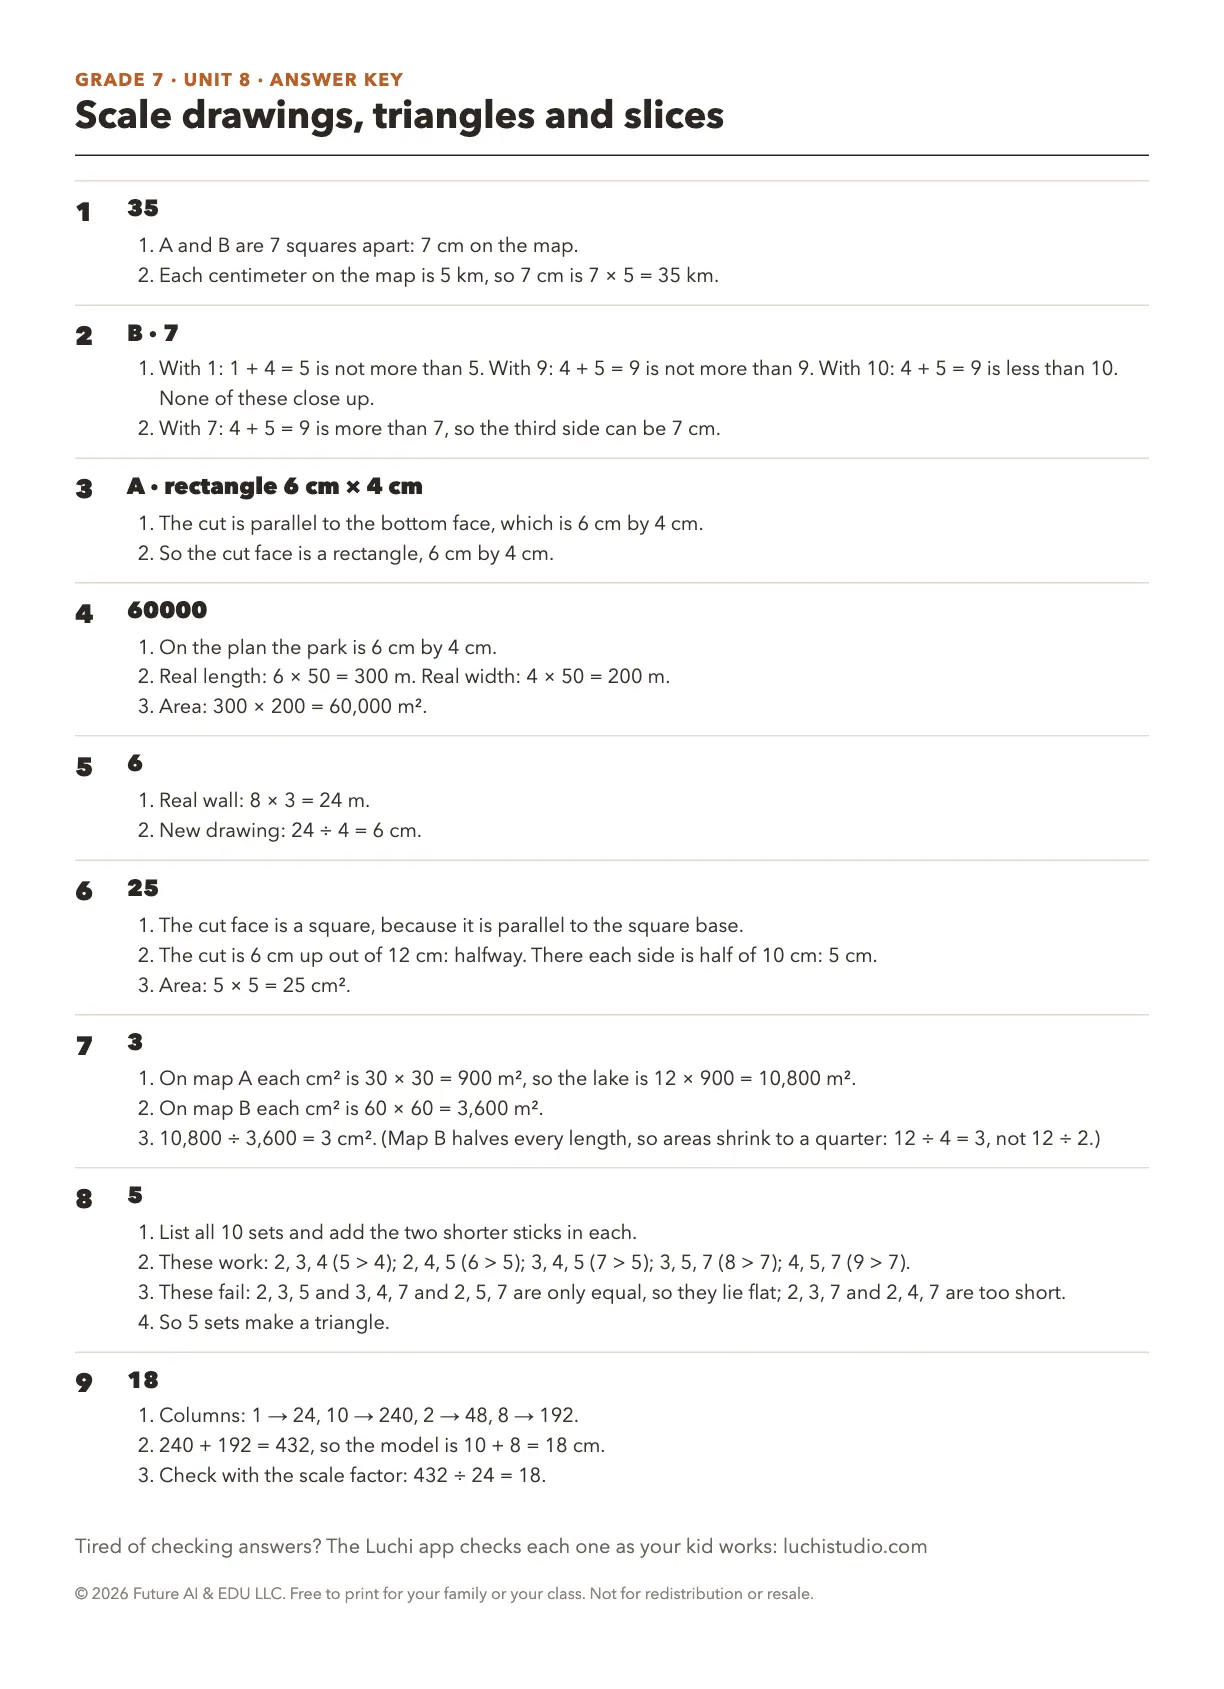 GRADE 7 · UNIT 8 · ANSWER KEY
Scale drawings, triangles and slices
1 35
1. A and B are 7 squares apart: 7 cm on the map.
2. Each centimeter on the map is 5 km, so 7 cm is 7 × 5 = 35 km.
2 B · 7
1. With 1: 1 + 4 = 5 is not more than 5. With 9: 4 + 5 = 9 is not more than 9. With 10: 4 + 5 = 9 is less than 10.
None of these close up.
2. With 7: 4 + 5 = 9 is more than 7, so the third side can be 7 cm.
3 A · rectangle 6 cm × 4 cm
1. The cut is parallel to the bottom face, which is 6 cm by 4 cm.
2. So the cut face is a rectangle, 6 cm by 4 cm.
4 60000
1. On the plan the park is 6 cm by 4 cm.
2. Real length: 6 × 50 = 300 m. Real width: 4 × 50 = 200 m.
3. Area: 300 × 200 = 60,000 m².
5 6
1. Real wall: 8 × 3 = 24 m.
2. New drawing: 24 ÷ 4 = 6 cm.
6 25
1. The cut face is a square, because it is parallel to the square base.
2. The cut is 6 cm up out of 12 cm: halfway. There each side is half of 10 cm: 5 cm.
3. Area: 5 × 5 = 25 cm².
7 3
1. On map A each cm² is 30 × 30 = 900 m², so the lake is 12 × 900 = 10,800 m².
2. On map B each cm² is 60 × 60 = 3,600 m².
3. 10,800 ÷ 3,600 = 3 cm². (Map B halves every length, so areas shrink to a quarter: 12 ÷ 4 = 3, not 12 ÷ 2.)
8 5
1. List all 10 sets and add the two shorter sticks in each.
2. These work: 2, 3, 4 (5 > 4); 2, 4, 5 (6 > 5); 3, 4, 5 (7 > 5); 3, 5, 7 (8 > 7); 4, 5, 7 (9 > 7).
3. These fail: 2, 3, 5 and 3, 4, 7 and 2, 5, 7 are only equal, so they lie flat; 2, 3, 7 and 2, 4, 7 are too short.
4. So 5 sets make a triangle.
9 18
1. Columns: 1 → 24, 10 → 240, 2 → 48, 8 → 192.
2. 240 + 192 = 432, so the model is 10 + 8 = 18 cm.
3. Check with the scale factor: 432 ÷ 24 = 18.
Tired of checking answers? The Luchi app checks each one as your kid works: luchistudio.com
© 2026 Future AI & EDU LLC. Free to print for your family or your class. Not for redistribution or resale.